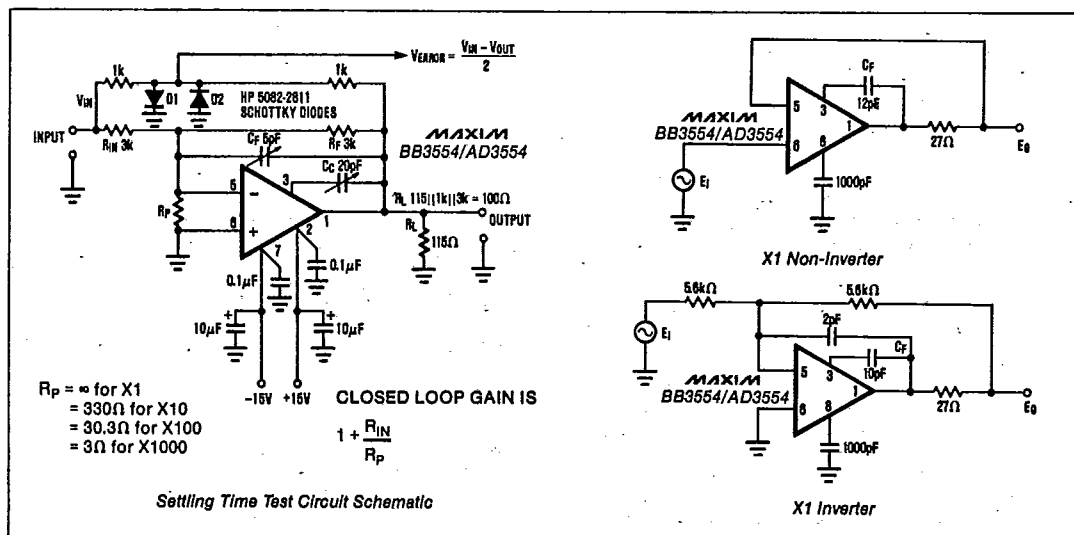 VERROR = VIN – VOUT
2
1k
1k
VIN
D1
D2
HP 5082-2811
SCHOTTKY DIODES
INPUT
RIN 3k
RF 3k
MAXIM
BB3554/AD3554
CF 5pF
CC 20pF
5
3
RP
6
1
2
7
RL 115||1k||3k = 100Ω
OUTPUT
RL
115Ω
0.1µF
0.1µF
10µF
10µF
-15V
+15V
RP = ∞ for X1
= 330Ω for X10
= 30.3Ω for X100
= 3Ω for X1000
CLOSED LOOP GAIN IS
1 + RIN
RP
Settling Time Test Circuit Schematic
MAXIM
BB3554/AD3554
5
3
CF
12pF
1
6
8
27Ω
E0
EI
1000pF
X1 Non-Inverter
5.6kΩ
5.6kΩ
EI
2pF
CF
10pF
MAXIM
BB3554/AD3554
5
3
1
6
8
27Ω
E0
1000pF
X1 Inverter